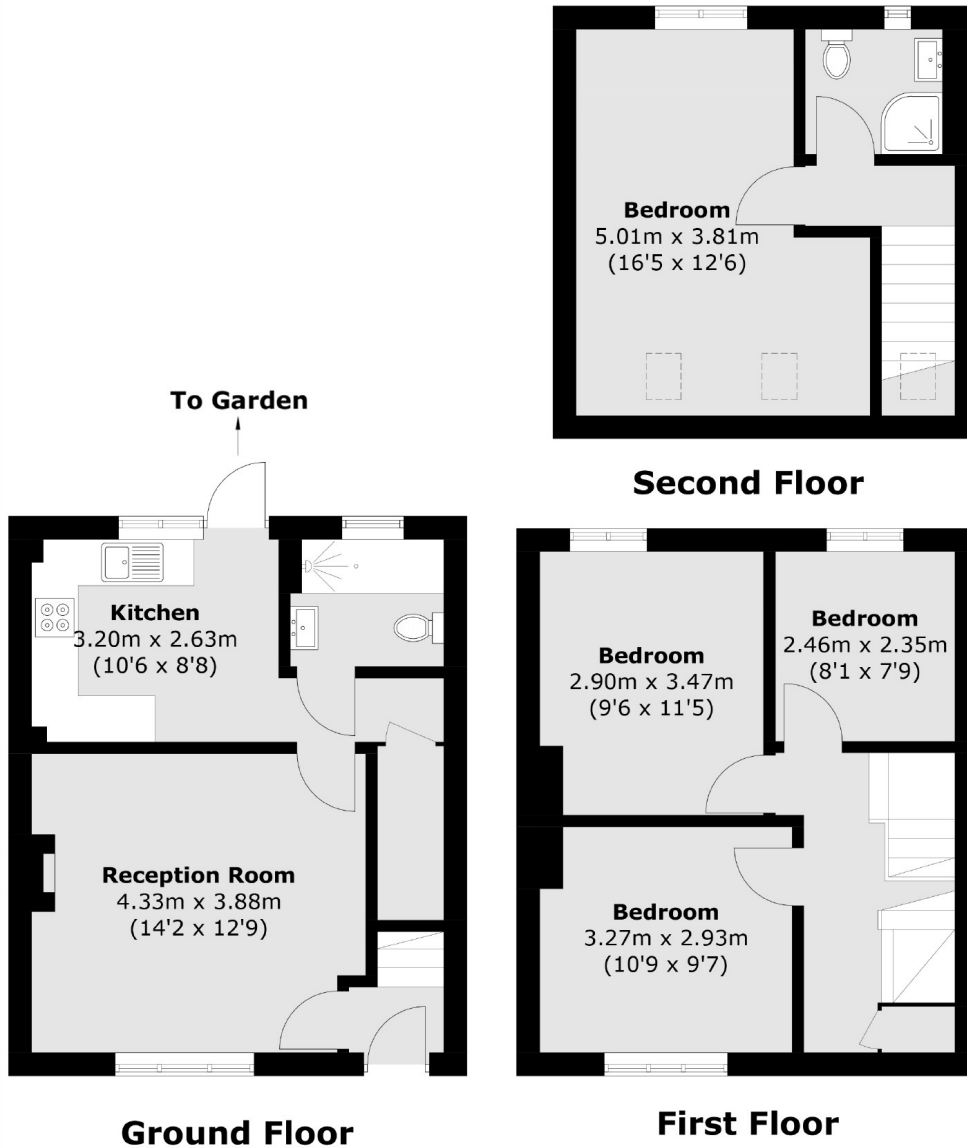 Bedroom
5.01m x 3.81m
(16'5 x 12'6)
Second Floor
To Garden
Kitchen
3.20m x 2.63m
(10'6 x 8'8)
Reception Room
4.33m x 3.88m
(14'2 x 12'9)
Ground Floor
Bedroom
2.90m x 3.47m
(9'6 x 11'5)
Bedroom
2.46m x 2.35m
(8'1 x 7'9)
Bedroom
3.27m x 2.93m
(10'9 x 9'7)
First Floor